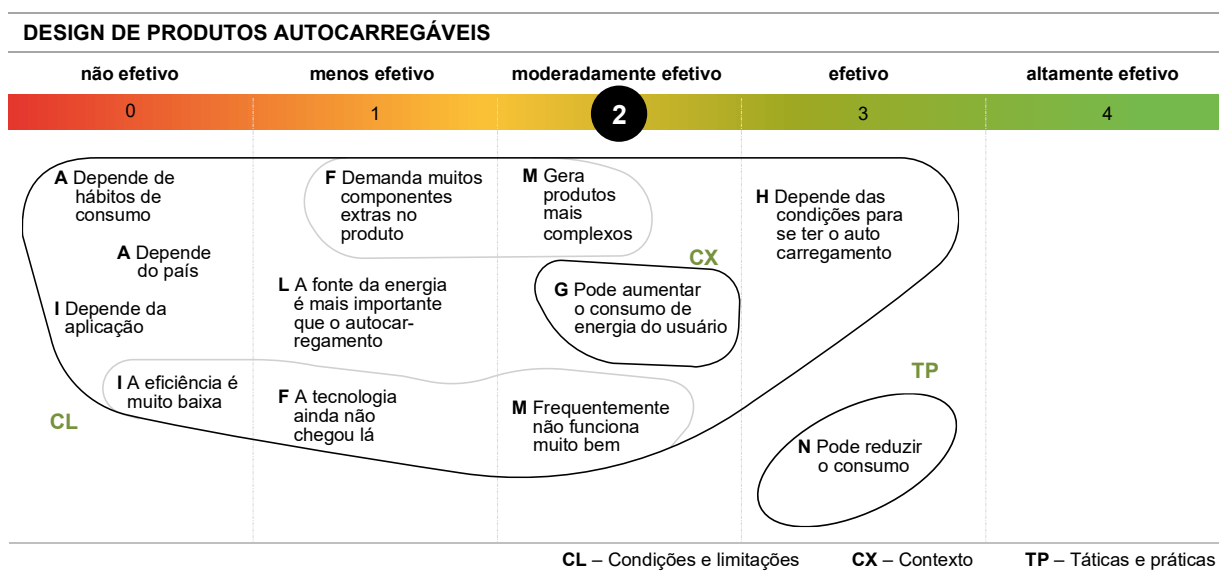 DESIGN DE PRODUTOS AUTOCARREGÁVEIS
não efetivo
menos efetivo
moderadamente efetivo
efetivo
altamente efetivo
0
1
2
3
4
A Depende de
hábitos de
consumo
A Depende
do país
I Depende da
aplicação
I A eficiência é
muito baixa
CL
F Demanda muitos
componentes
extras no
produto
L A fonte da energia
é mais importante
que o autocar-
regamento
F A tecnologia
ainda não
chegou lá
M Gera
produtos
mais
complexos
CX
G Pode aumentar
o consumo de
energia do usuário
M Frequentemente
não funciona
muito bem
H Depende das
condições para
se ter o auto
carregamento
TP
N Pode reduzir
o consumo
CL – Condições e limitações
CX – Contexto
TP – Táticas e práticas